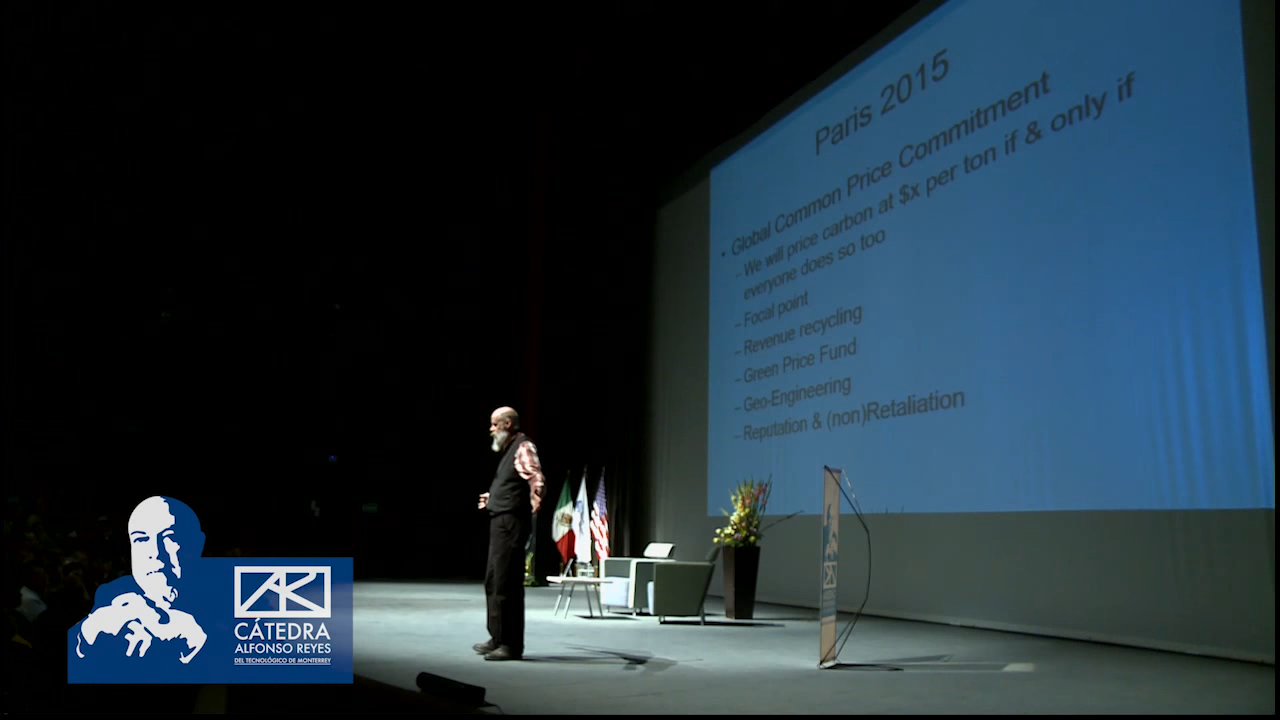 Paris 2015
• Global Common Price Commitment
– We will price carbon at $x per ton if & only if
everyone does so too
– Focal point
– Revenue recycling
– Green Price Fund
– Geo-Engineering
– Reputation & (non)Retaliation
AR
CÁTEDRA
ALFONSO REYES
DEL TECNOLÓGICO DE MONTERREY